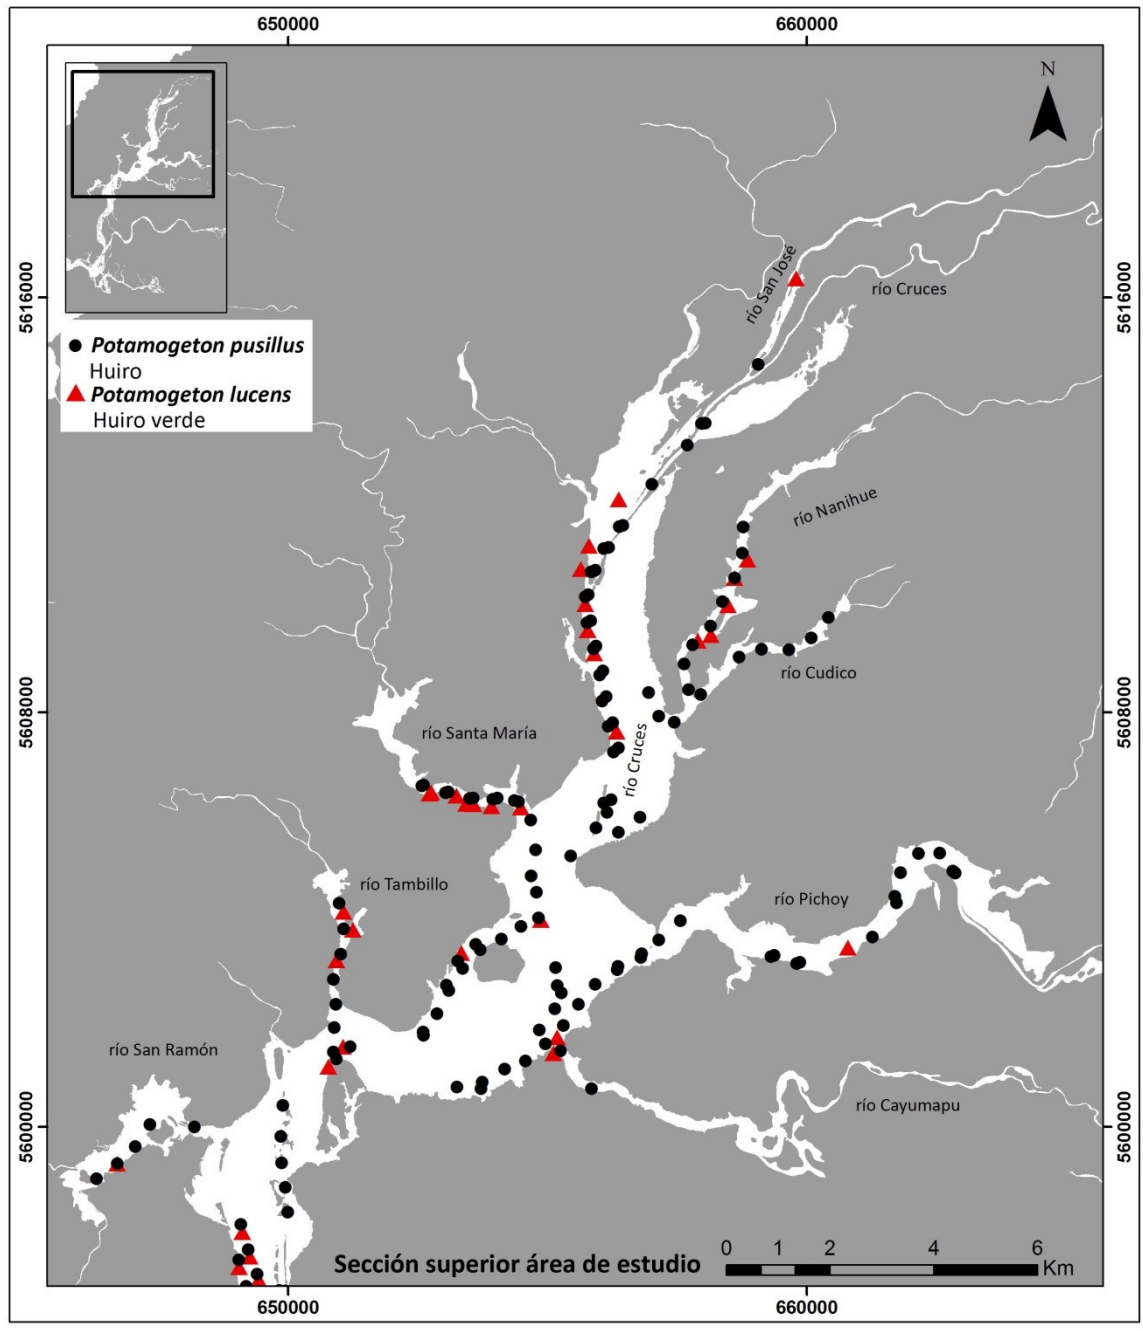 650000
660000
N
río San José
5616000
5616000
río Cruces
Potamogeton pusillus
Huiro
Potamogeton lucens
Huiro verde
río Nanihue
río Cudico
5608000
5608000
río Santa María
río Cruces
río Tambillo
río Pichoy
río San Ramón
río Cayumapu
5600000
5600000
Sección superior área de estudio
0 1 2 4 6
Km
650000
660000